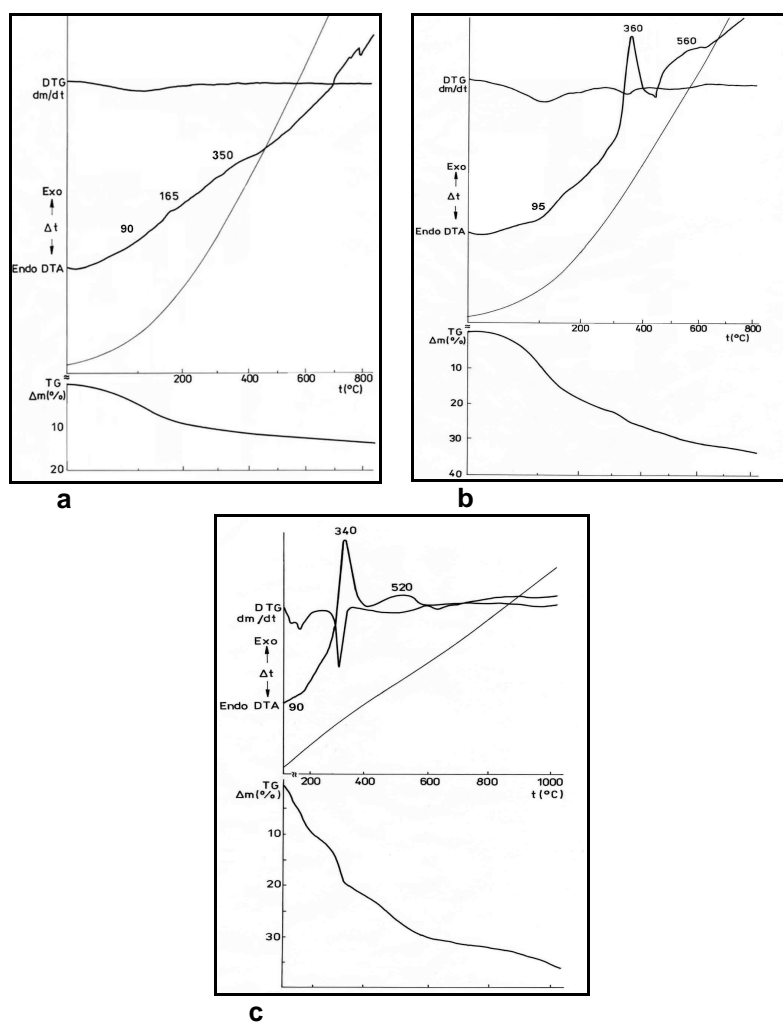 DTG
dm/dt
Exo
Δt
Endo DTA
90
165
350
200
400
600
800
t(°C)
TG
Δm(%)
10
20
a
DTG
dm/dt
Exo
Δt
Endo DTA
95
360
560
200
400
600
800
t(°C)
TG
Δm(%)
10
20
30
40
b
340
520
DTG
dm/dt
Exo
Δt
Endo DTA
90
200
400
600
800
1000
t(°C)
TG
Δm(%)
10
20
30
c